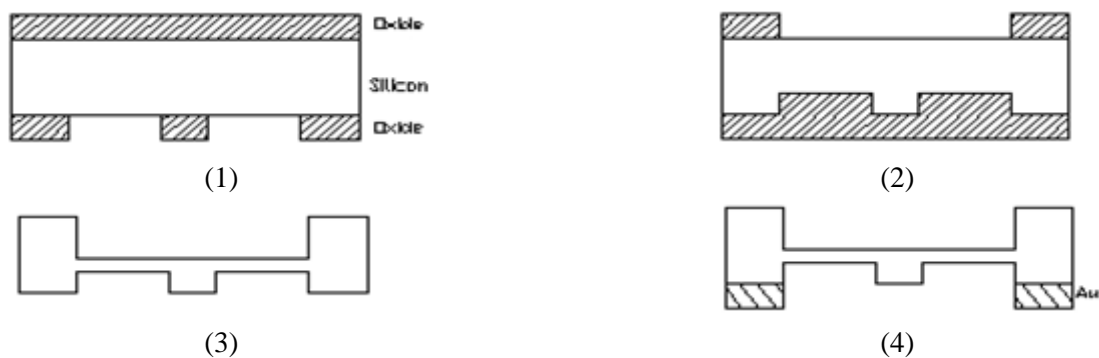 Oxide
Silicon
Oxide
(1)
(2)
(3)
Au
(4)